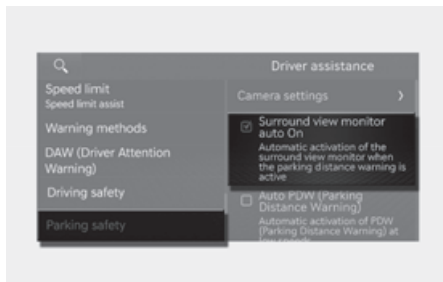 Driver assistance
Speed limit
Speed limit assist
Warning methods
DAW (Driver Attention
Warning)
Driving safety
Parking safety
Camera settings
Surround view monitor
auto On
Automatic activation of the
surround view monitor when
the parking distance warning is
active
Auto PDW (Parking
Distance Warning)
Automatic activation of PDW
(Parking Distance Warning) at
low speeds